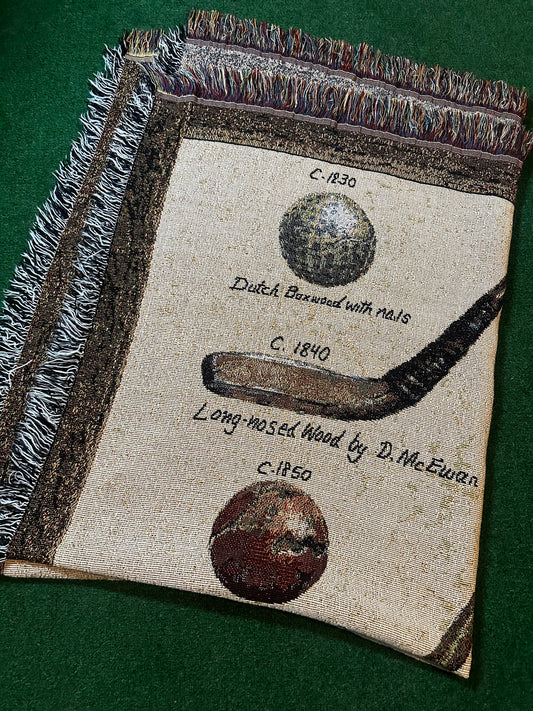 C.1830
Dutch Boxwood with nails
C. 1840
Long-nosed Wood by D. McEwan
C.1850